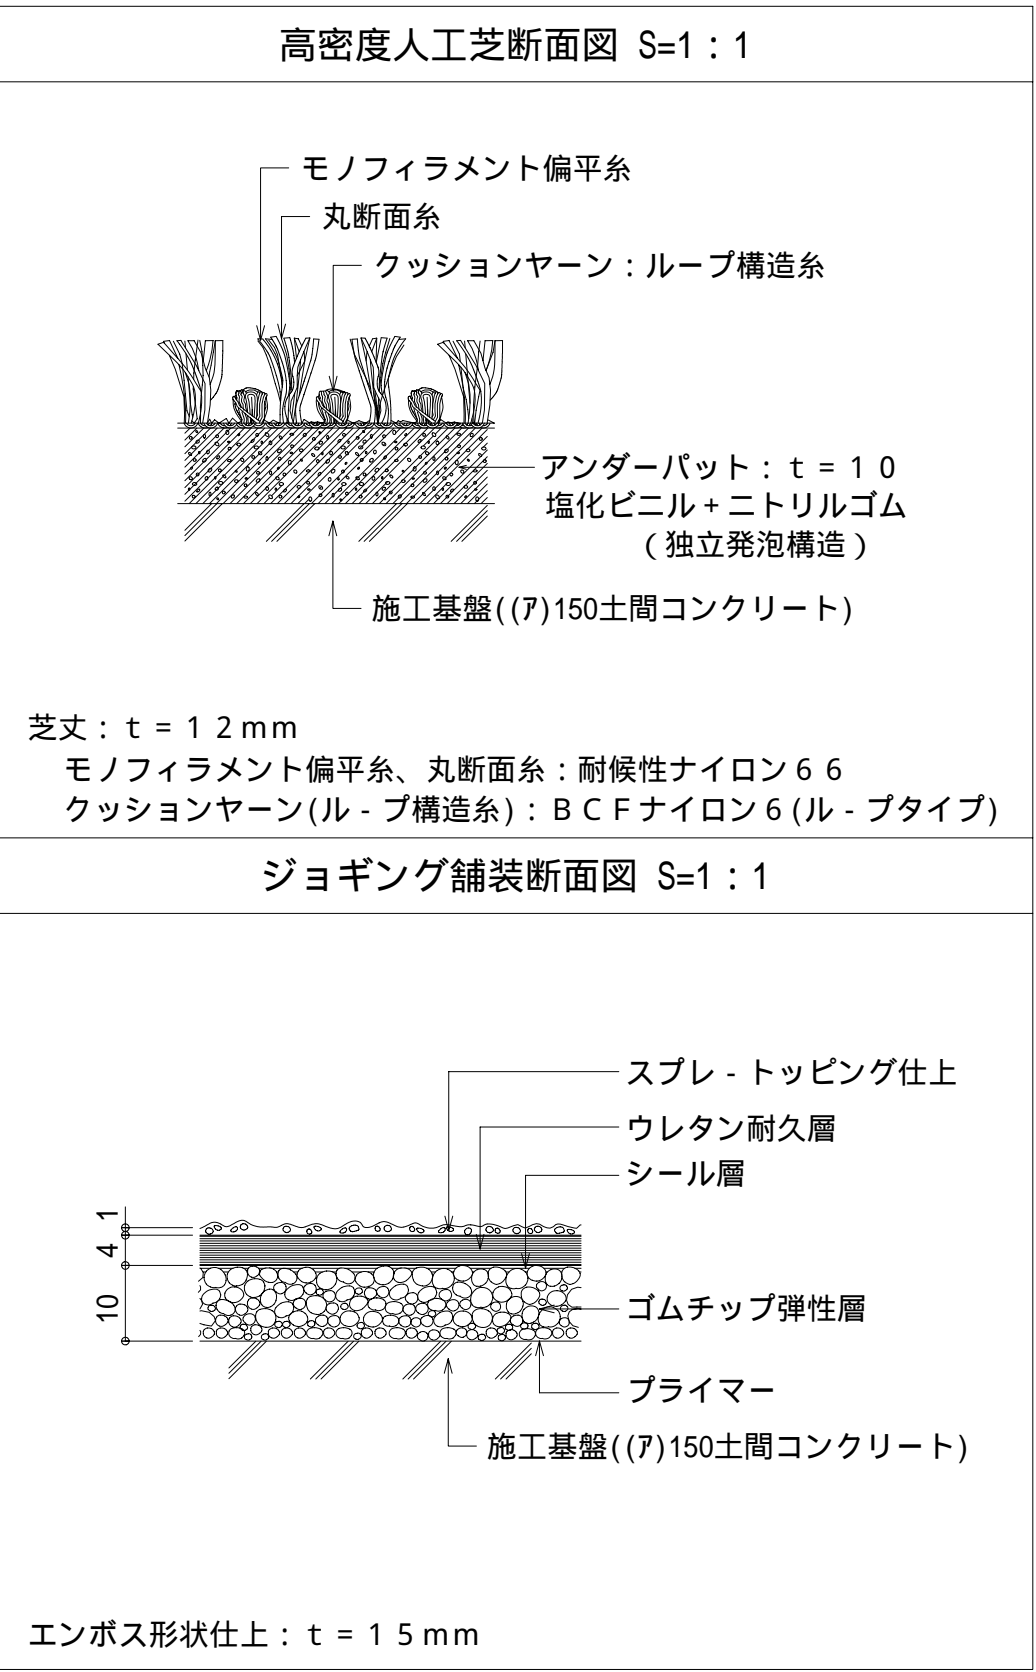 高密度人工芝断面図 S=1：1
モノフィラメント偏平糸
丸断面糸
クッションヤーン：ループ構造糸
アンダーパット：ｔ＝１０
塩化ビニル＋ニトリルゴム
（独立発泡構造）
施工基盤((ア)150土間コンクリート)
芝丈：ｔ＝１２mm
モノフィラメント偏平糸、丸断面糸：耐候性ナイロン６６
クッションヤーン(ル-プ構造糸)：ＢＣＦナイロン６(ル-プタイプ)
ジョギング舗装断面図 S=1：1
スプレ-トッピング仕上
ウレタン耐久層
シール層
1
4
10
ゴムチップ弾性層
プライマー
施工基盤((ア)150土間コンクリート)
エンボス形状仕上：ｔ＝１５mm